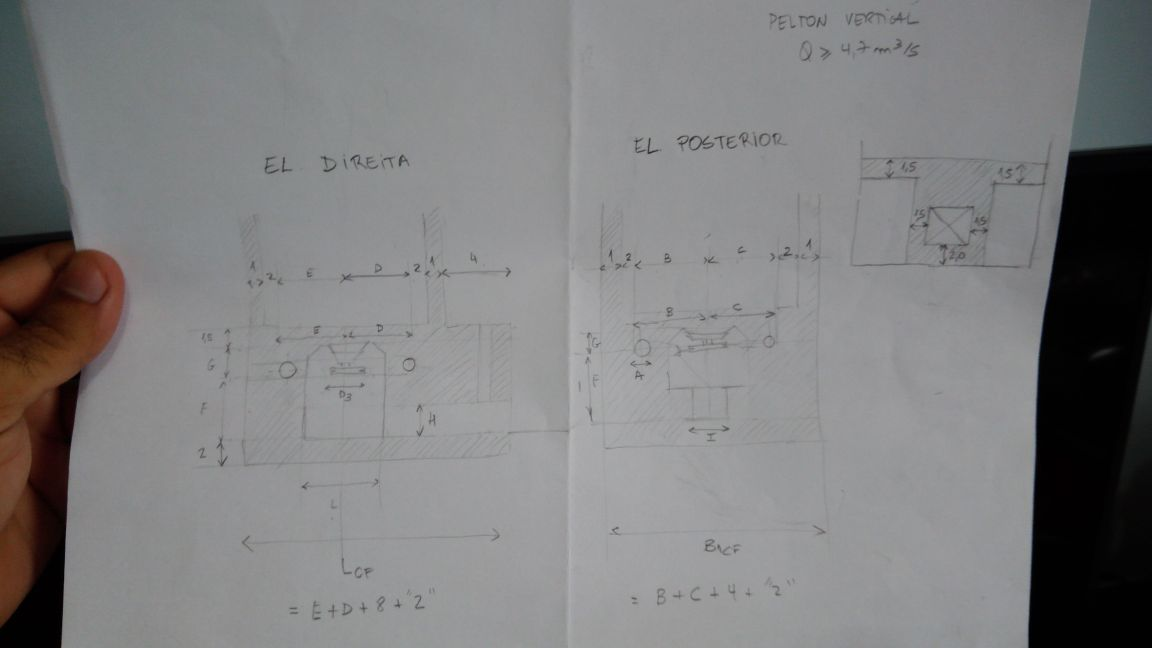 PELTON VERTICAL
Q ≥ 4,7 m³/s
EL DIREITA
EL POSTERIOR
1,5
1,5
1,5
1,5
2,0
1
2
E
D
2
1
4
1
2
B
C
2
1
E
D
B
C
1,5
G
F
2
D3
H
L
G
F
A
I
LCF
= E+D+8+"2"
BCF
= B+C+4+"2"